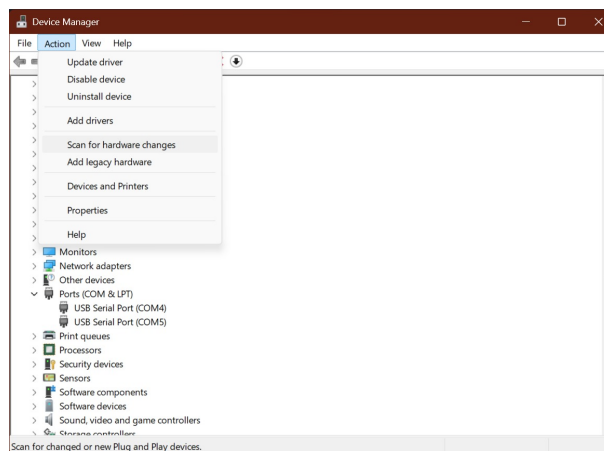 Device Manager
File Action View Help
Update driver
Disable device
Uninstall device
Add drivers
Scan for hardware changes
Add legacy hardware
Devices and Printers
Properties
Help
Monitors
Network adapters
Other devices
Ports (COM & LPT)
USB Serial Port (COM4)
USB Serial Port (COM5)
Print queues
Processors
Security devices
Sensors
Software components
Software devices
Sound, video and game controllers
Storage controllers
Scan for changed or new Plug and Play devices.